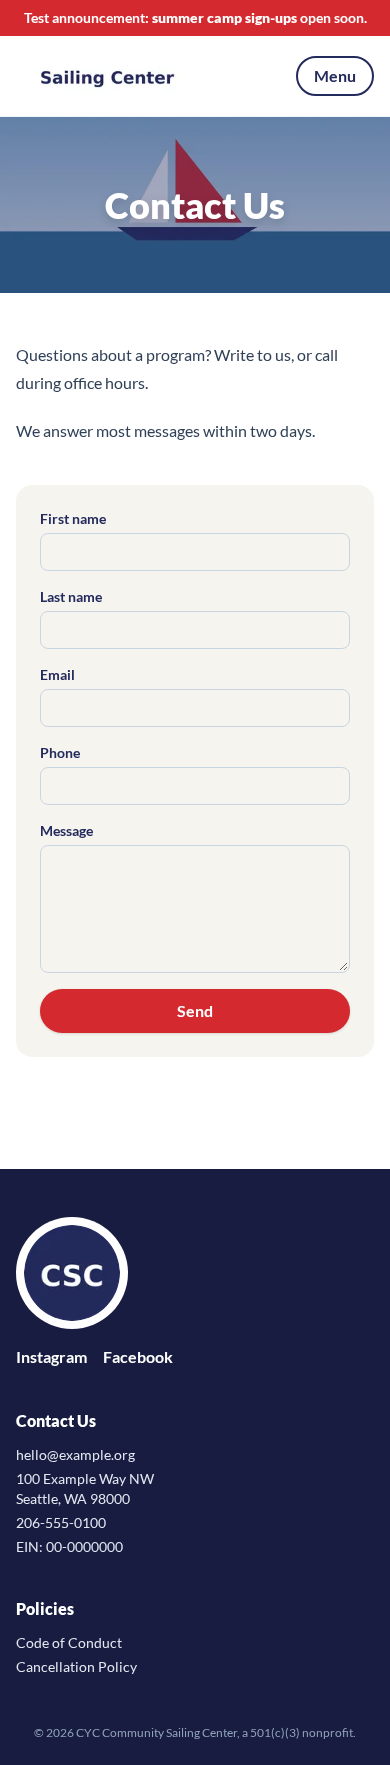 Test announcement: summer camp sign-ups open soon.
Sailing Center
Menu
Contact Us
Questions about a program? Write to us, or call
during office hours.
We answer most messages within two days.
First name
Last name
Email
Phone
Message
Send
CSC
Instagram Facebook
Contact Us
hello@example.org
100 Example Way NW
Seattle, WA 98000
206-555-0100
EIN: 00-0000000
Policies
Code of Conduct
Cancellation Policy
© 2026 CYC Community Sailing Center, a 501(c)(3) nonprofit.